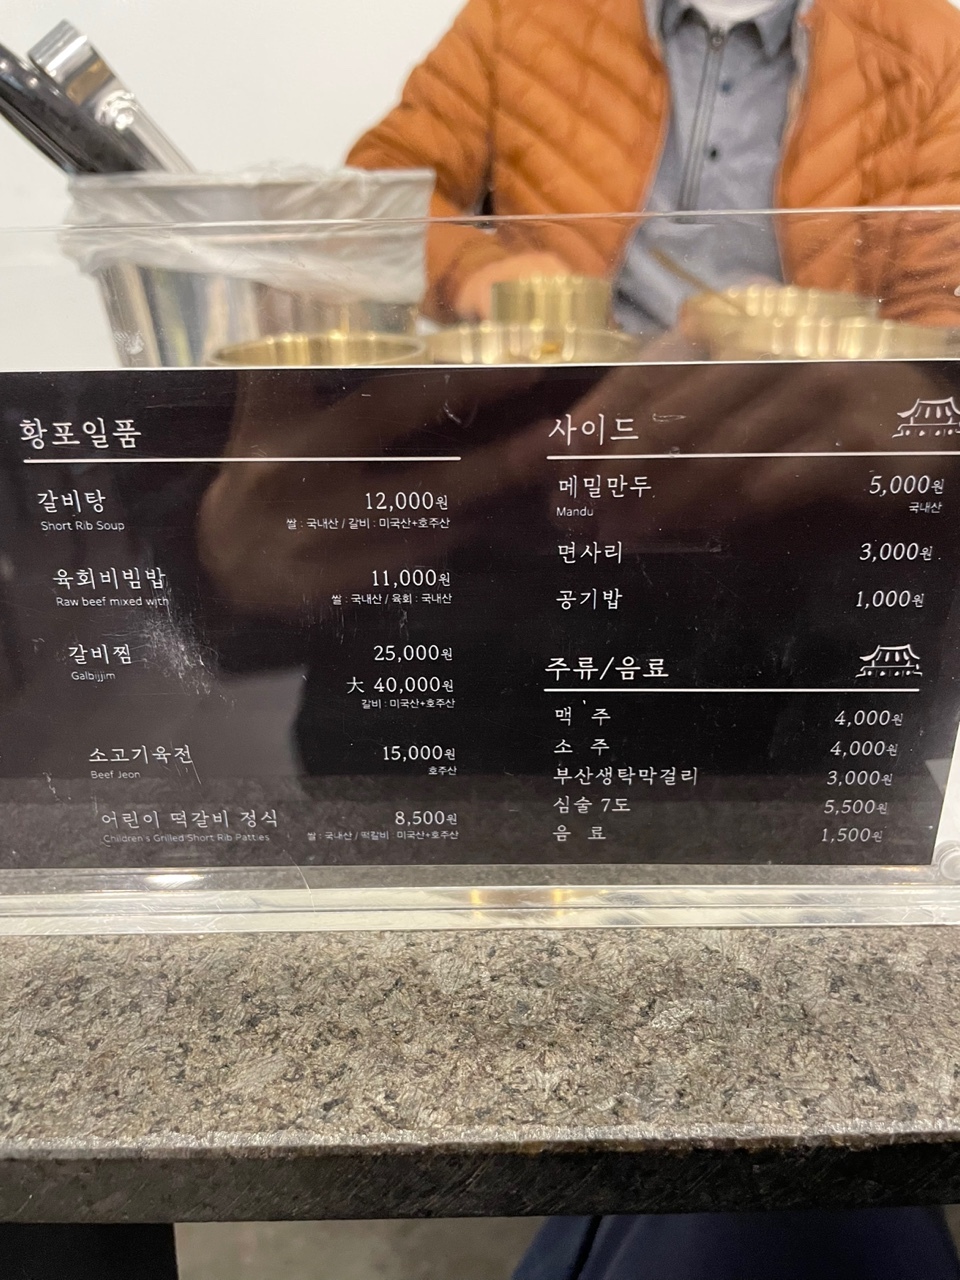 황포일품
갈비탕 12,000원
Short Rib Soup 쌀 : 국내산 / 갈비 : 미국산+호주산
육회비빔밥 11,000원
Raw beef mixed with 쌀 : 국내산 / 육회 : 국내산
갈비찜 25,000원
Galbijjim
大 40,000원
갈비 : 미국산+호주산
소고기육전 15,000원
Beef Jeon 호주산
어린이 떡갈비 정식 8,500원
Children's Grilled Short Rib Patties 쌀 : 국내산 / 떡갈비 : 미국산+호주산
사이드
메밀만두 5,000원
Mandu 국내산
면사리 3,000원
공기밥 1,000원
주류/음료
맥 주 4,000원
소 주 4,000원
부산생탁막걸리 3,000원
심술 7도 5,500원
음 료 1,500원